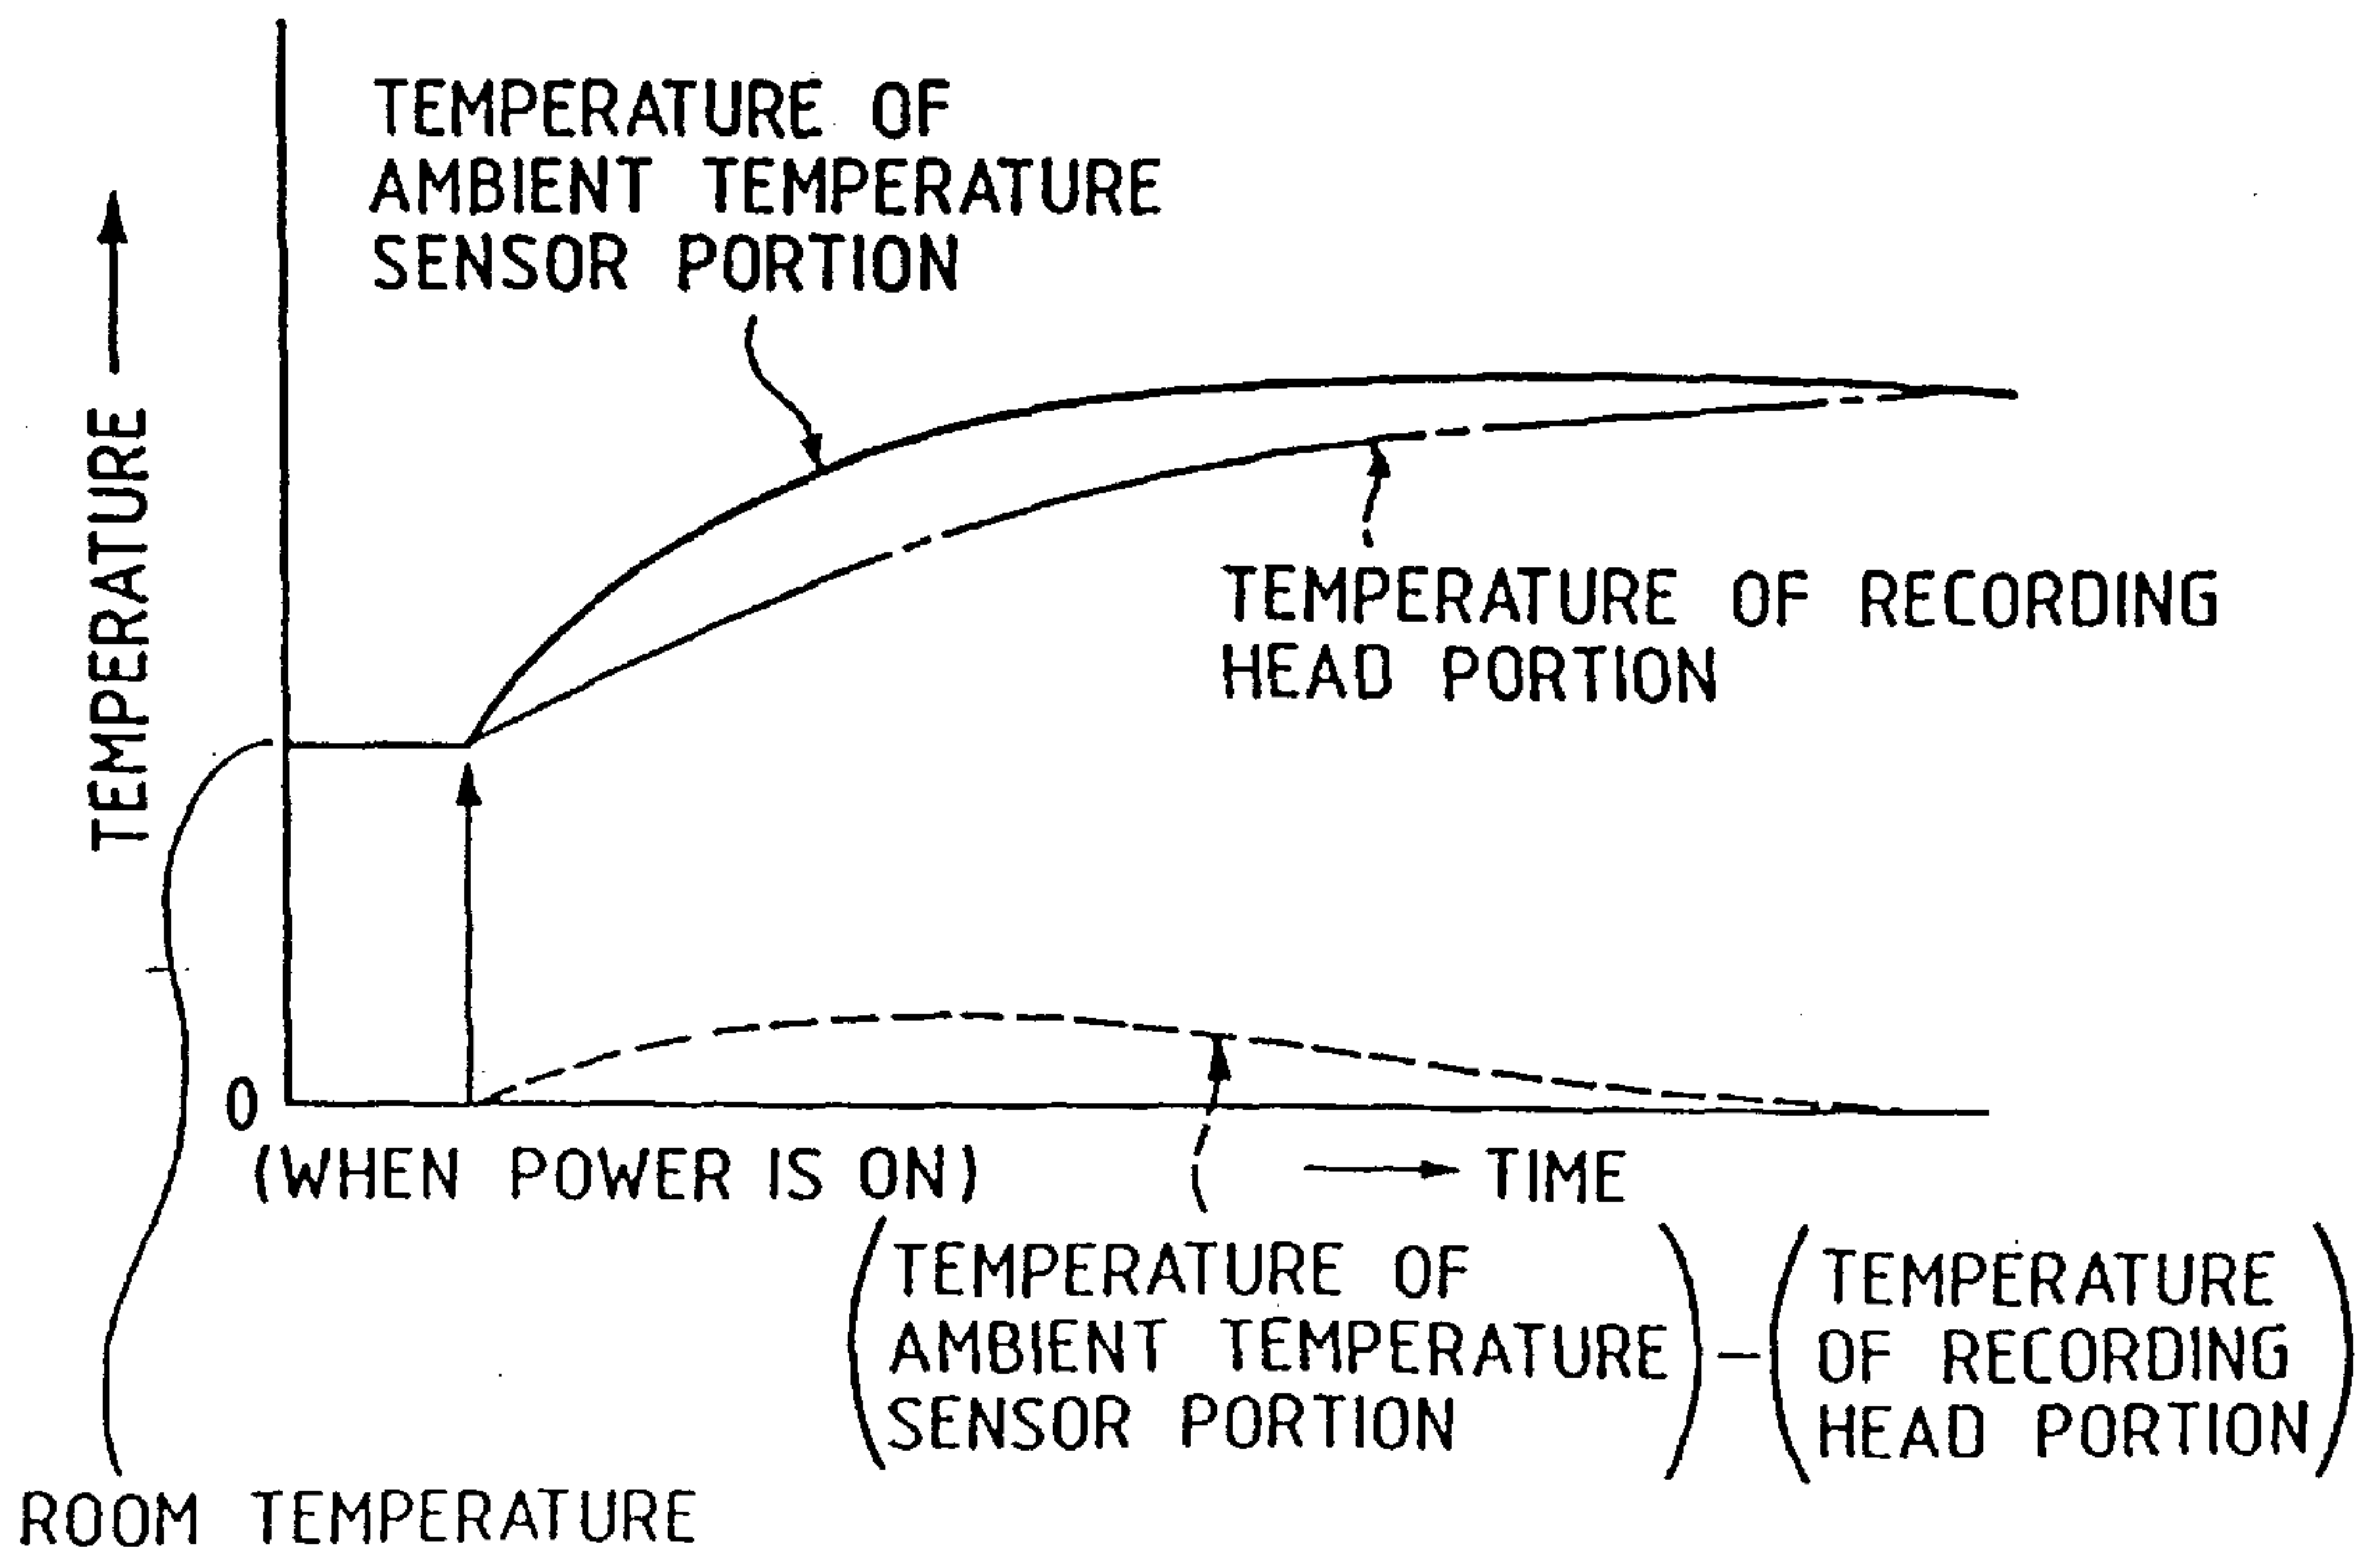 TEMPERATURE OF
AMBIENT TEMPERATURE
SENSOR PORTION
TEMPERATURE
TEMPERATURE OF RECORDING
HEAD PORTION
0
(WHEN POWER IS ON)
TIME
(TEMPERATURE OF
AMBIENT TEMPERATURE
SENSOR PORTION)
-
(TEMPERATURE
OF RECORDING
HEAD PORTION)
ROOM TEMPERATURE